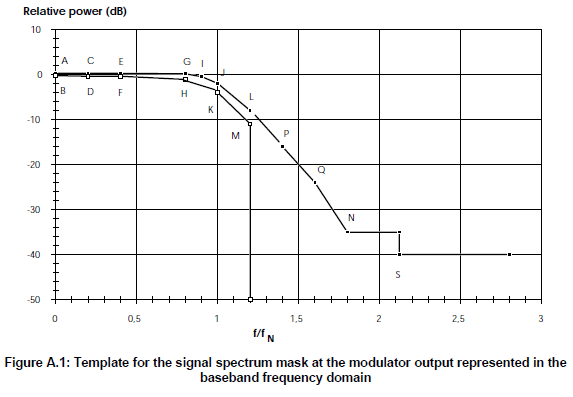 Relative power (dB)
10
A C E G I
0 J
B D F H
L
K
-10
M P
-20 Q
-30
N
-40
S
-50
0 0,5 1 1,5 2 2,5 3
f/f N
Figure A.1: Template for the signal spectrum mask at the modulator output represented in the
baseband frequency domain